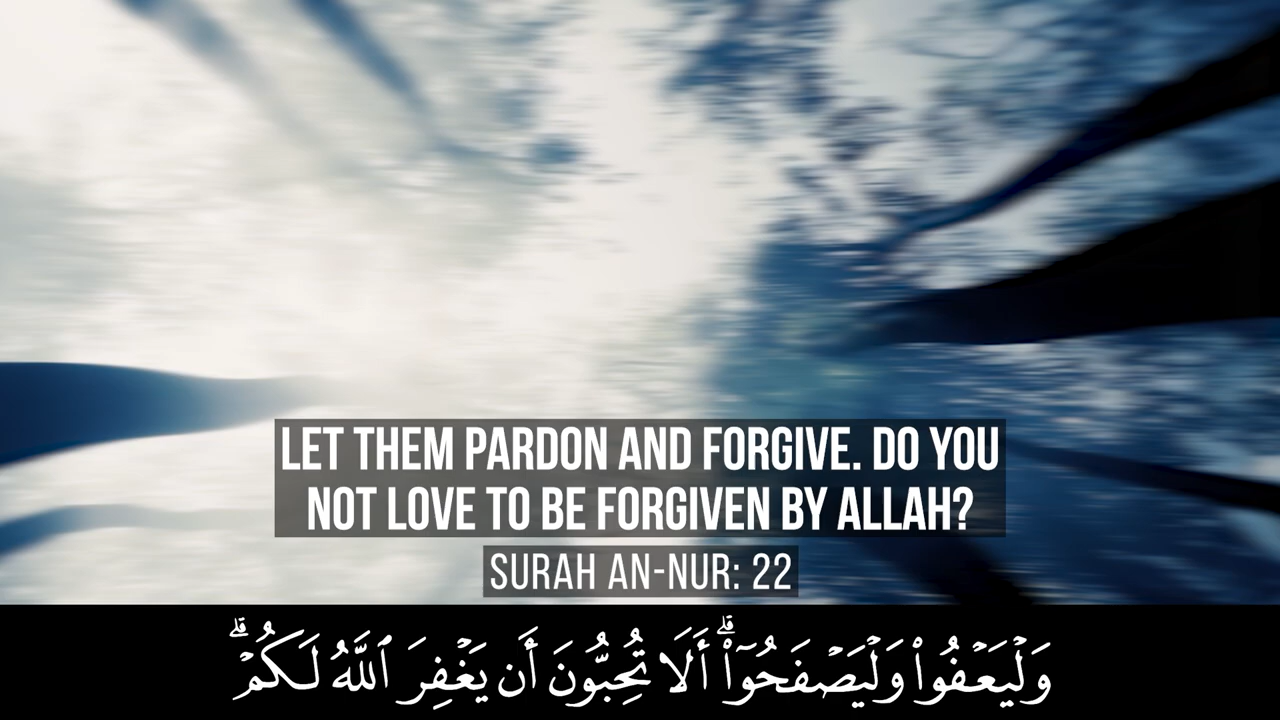 LET THEM PARDON AND FORGIVE. DO YOU
NOT LOVE TO BE FORGIVEN BY ALLAH?
SURAH AN-NUR: 22
وَلۡيَعۡفُواْ وَلۡيَصۡفَحُوٓاْۗ أَلَا تُحِبُّونَ أَن يَغۡفِرَ ٱللَّهُ لَكُمۡۗ